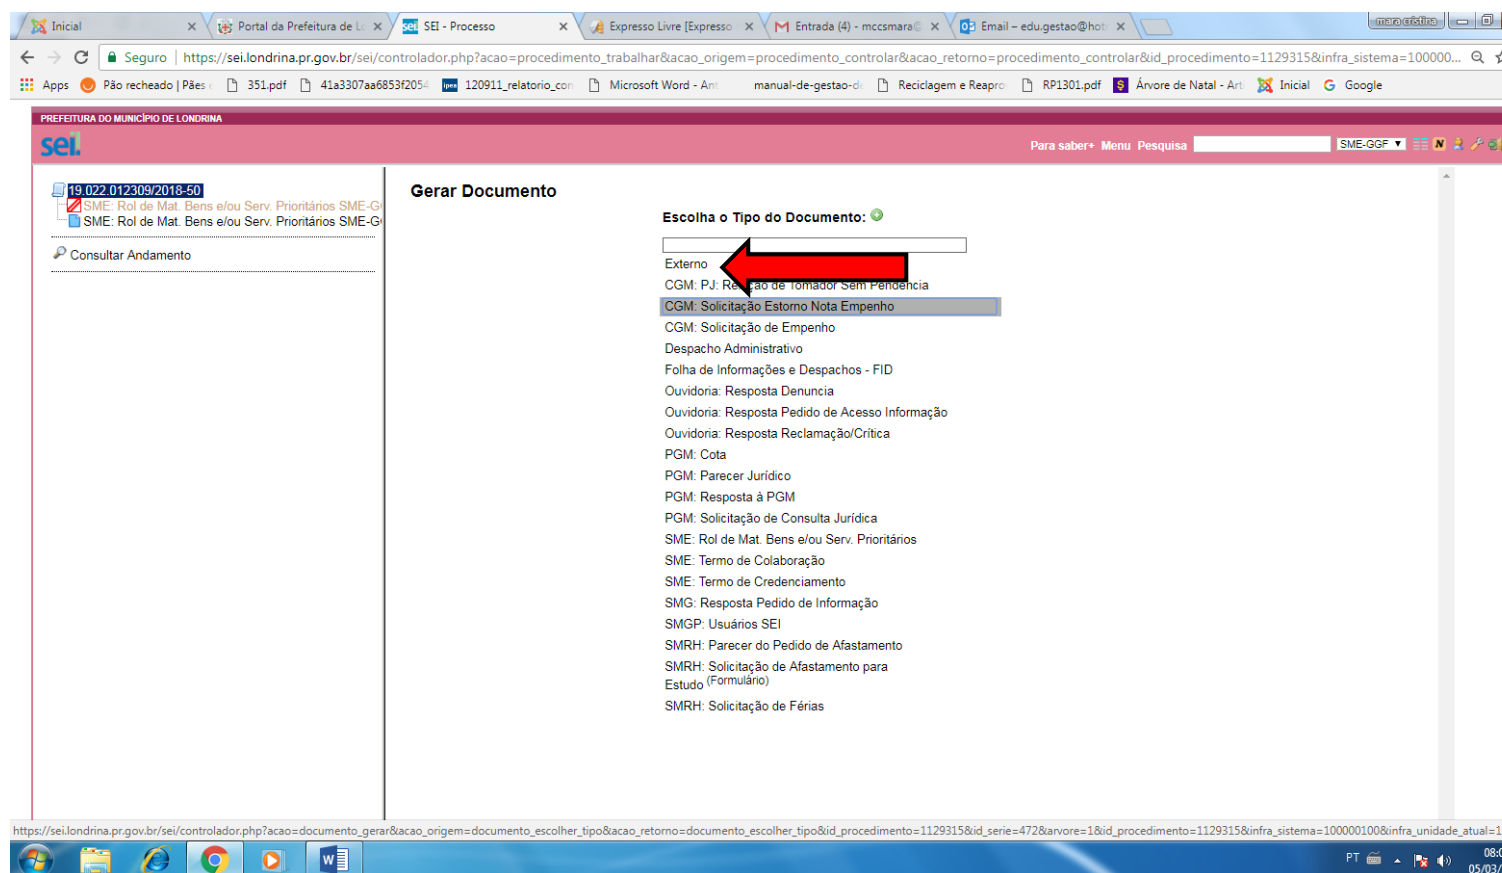 Inicial
Portal da Prefeitura de Lo
SEI - Processo
Expresso Livre [Expresso
Entrada (4) - mccsmara@
Email – edu.gestao@hot
mara cristina
Seguro | https://sei.londrina.pr.gov.br/sei/controlador.php?acao=procedimento_trabalhar&acao_origem=procedimento_controlar&acao_retorno=procedimento_controlar&id_procedimento=1129315&infra_sistema=100000...
Apps
Pão recheado | Pães e
351.pdf
41a3307aa6853f2054
ipea 120911_relatorio_con
Microsoft Word - An
manual-de-gestao-d
Reciclagem e Reapro
RP1301.pdf
Árvore de Natal - Art
Inicial
Google
PREFEITURA DO MUNICÍPIO DE LONDRINA
sei.
Para saber+ Menu Pesquisa
SME-GGF
19.022.012309/2018-50
SME: Rol de Mat. Bens e/ou Serv. Prioritários SME-G
SME: Rol de Mat. Bens e/ou Serv. Prioritários SME-G
Consultar Andamento
Gerar Documento
Escolha o Tipo do Documento:
Externo
CGM: PJ: Relação de Tomador Sem Pendência
CGM: Solicitação Estorno Nota Empenho
CGM: Solicitação de Empenho
Despacho Administrativo
Folha de Informações e Despachos - FID
Ouvidoria: Resposta Denuncia
Ouvidoria: Resposta Pedido de Acesso Informação
Ouvidoria: Resposta Reclamação/Crítica
PGM: Cota
PGM: Parecer Jurídico
PGM: Resposta à PGM
PGM: Solicitação de Consulta Jurídica
SME: Rol de Mat. Bens e/ou Serv. Prioritários
SME: Termo de Colaboração
SME: Termo de Credenciamento
SMG: Resposta Pedido de Informação
SMGP: Usuários SEI
SMRH: Parecer do Pedido de Afastamento
SMRH: Solicitação de Afastamento para
Estudo (Formulário)
SMRH: Solicitação de Férias
https://sei.londrina.pr.gov.br/sei/controlador.php?acao=documento_gerar&acao_origem=documento_escolher_tipo&acao_retorno=documento_escolher_tipo&id_procedimento=1129315&id_serie=472&arvore=1&id_procedimento=1129315&infra_sistema=100000100&infra_unidade_atual=1
PT
08:0
05/03/